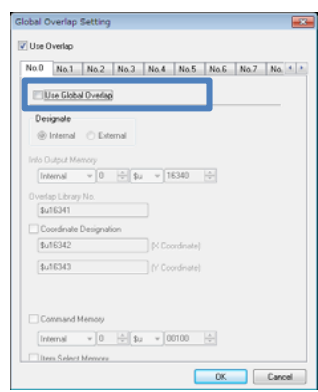 Global Overlap Setting
Use Overlap
No.0 No.1 No.2 No.3 No.4 No.5 No.6 No.7 No.
Use Global Overlap
Designate
Internal External
Info Output Memory
Internal 0 $u 16340
Overlap Library No.
$u16341
Coordinate Designation
$u16342 (X Coordinate)
$u16343 (Y Coordinate)
Command Memory
Internal 0 $u 00100
Item Select Memory
OK Cancel